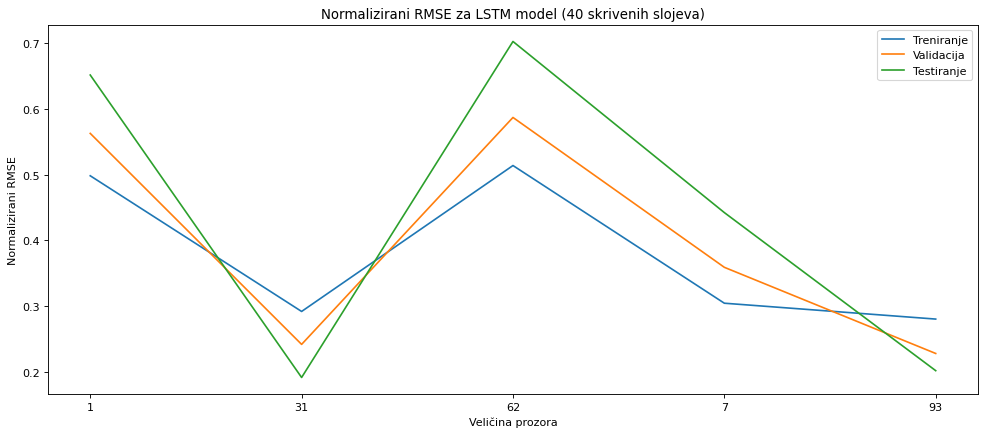 Normalizirani RMSE za LSTM model (40 skrivenih slojeva)
Treniranje
Validacija
Testiranje
Normalizirani RMSE
0.7
0.6
0.5
0.4
0.3
0.2
1 31 62 7 93
Veličina prozora